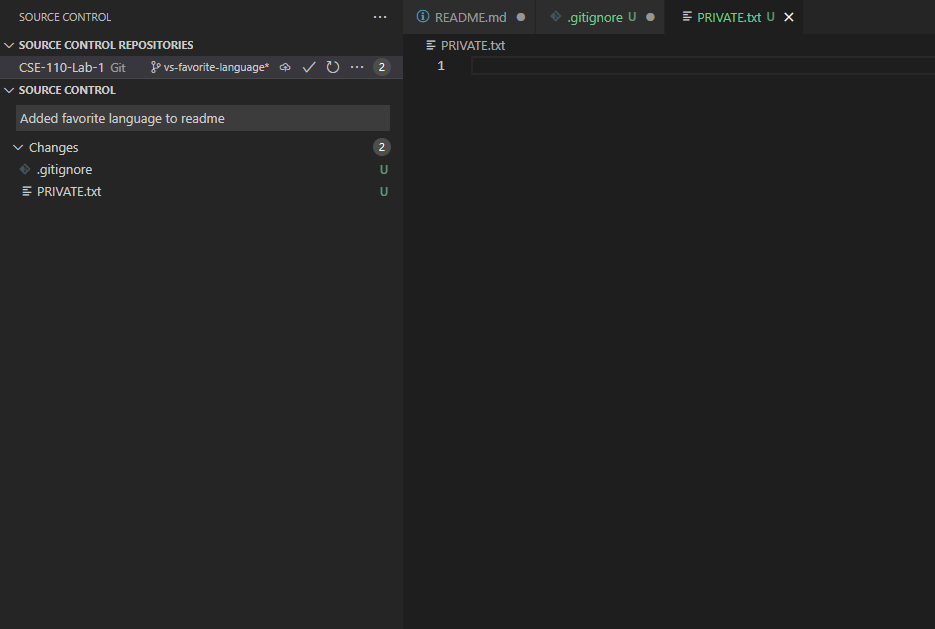 SOURCE CONTROL
SOURCE CONTROL REPOSITORIES
CSE-110-Lab-1 Git vs-favorite-language* 2
SOURCE CONTROL
Added favorite language to readme
Changes 2
.gitignore U
PRIVATE.txt U
README.md .gitignore U PRIVATE.txt U
PRIVATE.txt
1